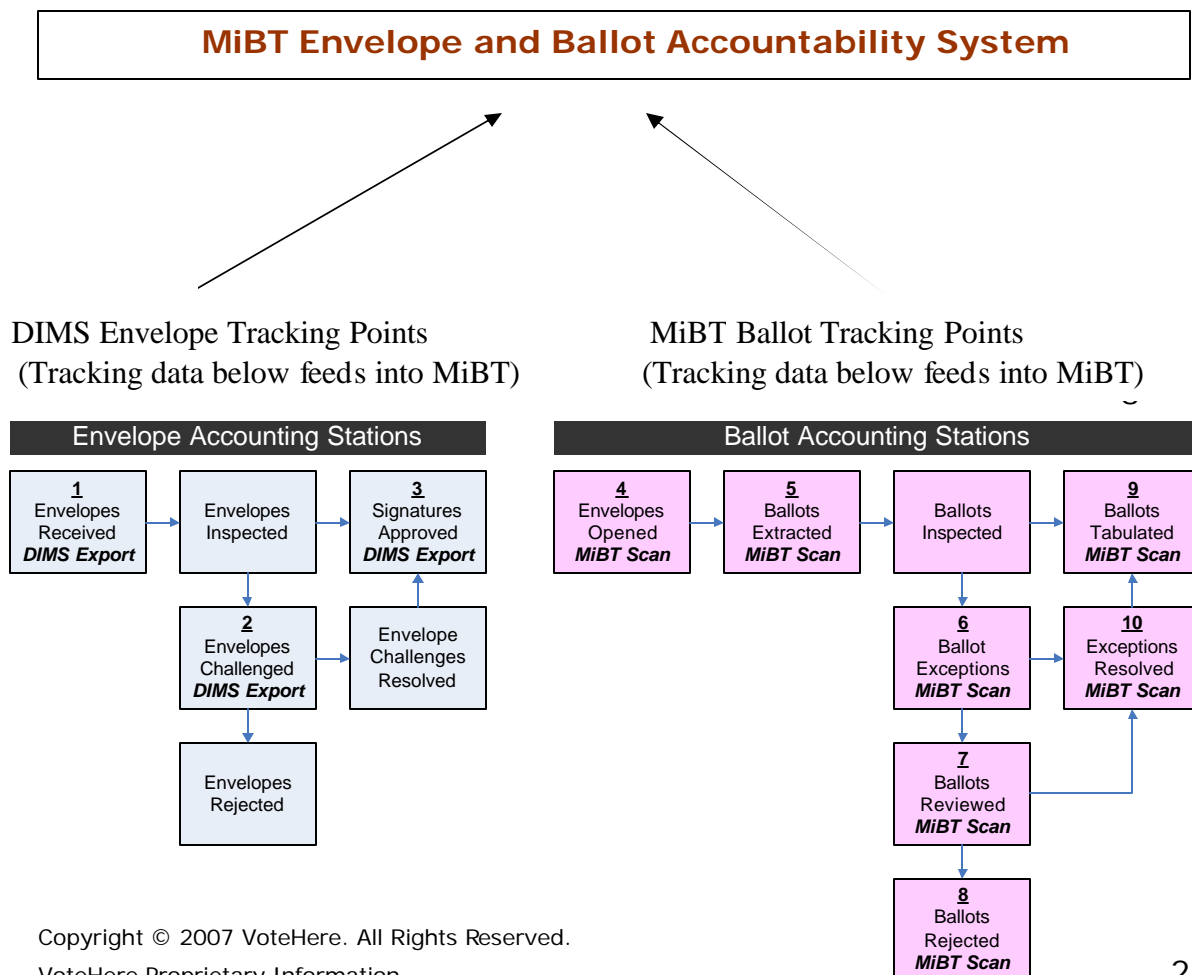 MiBT Envelope and Ballot Accountability System
DIMS Envelope Tracking Points
(Tracking data below feeds into MiBT)
MiBT Ballot Tracking Points
(Tracking data below feeds into MiBT)
Envelope Accounting Stations
1
Envelopes
Received
DIMS Export
Envelopes
Inspected
3
Signatures
Approved
DIMS Export
2
Envelopes
Challenged
DIMS Export
Envelope
Challenges
Resolved
Envelopes
Rejected
Ballot Accounting Stations
4
Envelopes
Opened
MiBT Scan
5
Ballots
Extracted
MiBT Scan
Ballots
Inspected
9
Ballots
Tabulated
MiBT Scan
6
Ballot
Exceptions
MiBT Scan
10
Exceptions
Resolved
MiBT Scan
7
Ballots
Reviewed
MiBT Scan
8
Ballots
Rejected
MiBT Scan
Copyright © 2007 VoteHere. All Rights Reserved.
VoteHere Proprietary Information
2